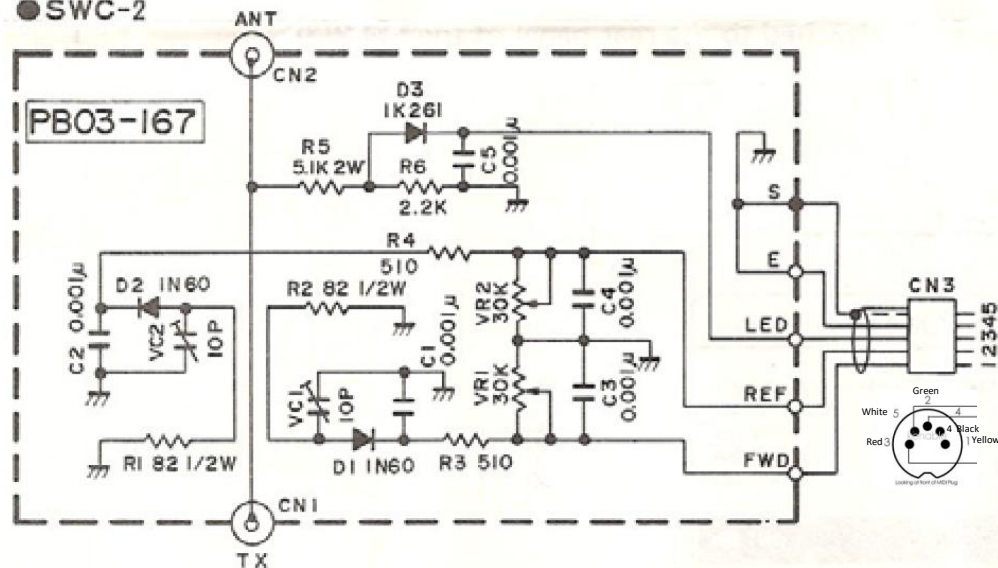 ●SWC-2
ANT
CN2
PB03-167
D3
1K261
R5
5.1K 2W
R6
2.2K
C5
0.001μ
S
E
LED
REF
FWD
CN3
12345
R4
510
D2 1N60
C2 0.001μ
VC2
10P
R2 82 1/2W
C1
0.001μ
VR2
30K
C4
0.001μ
VC1
10P
VR1
30K
C3
0.001μ
R1 82 1/2W
D1 1N60
R3 510
CN1
TX
Green
2
White 5
4
4 Black
Red 3
1 Yellow
Looking at front of MIDI Plug